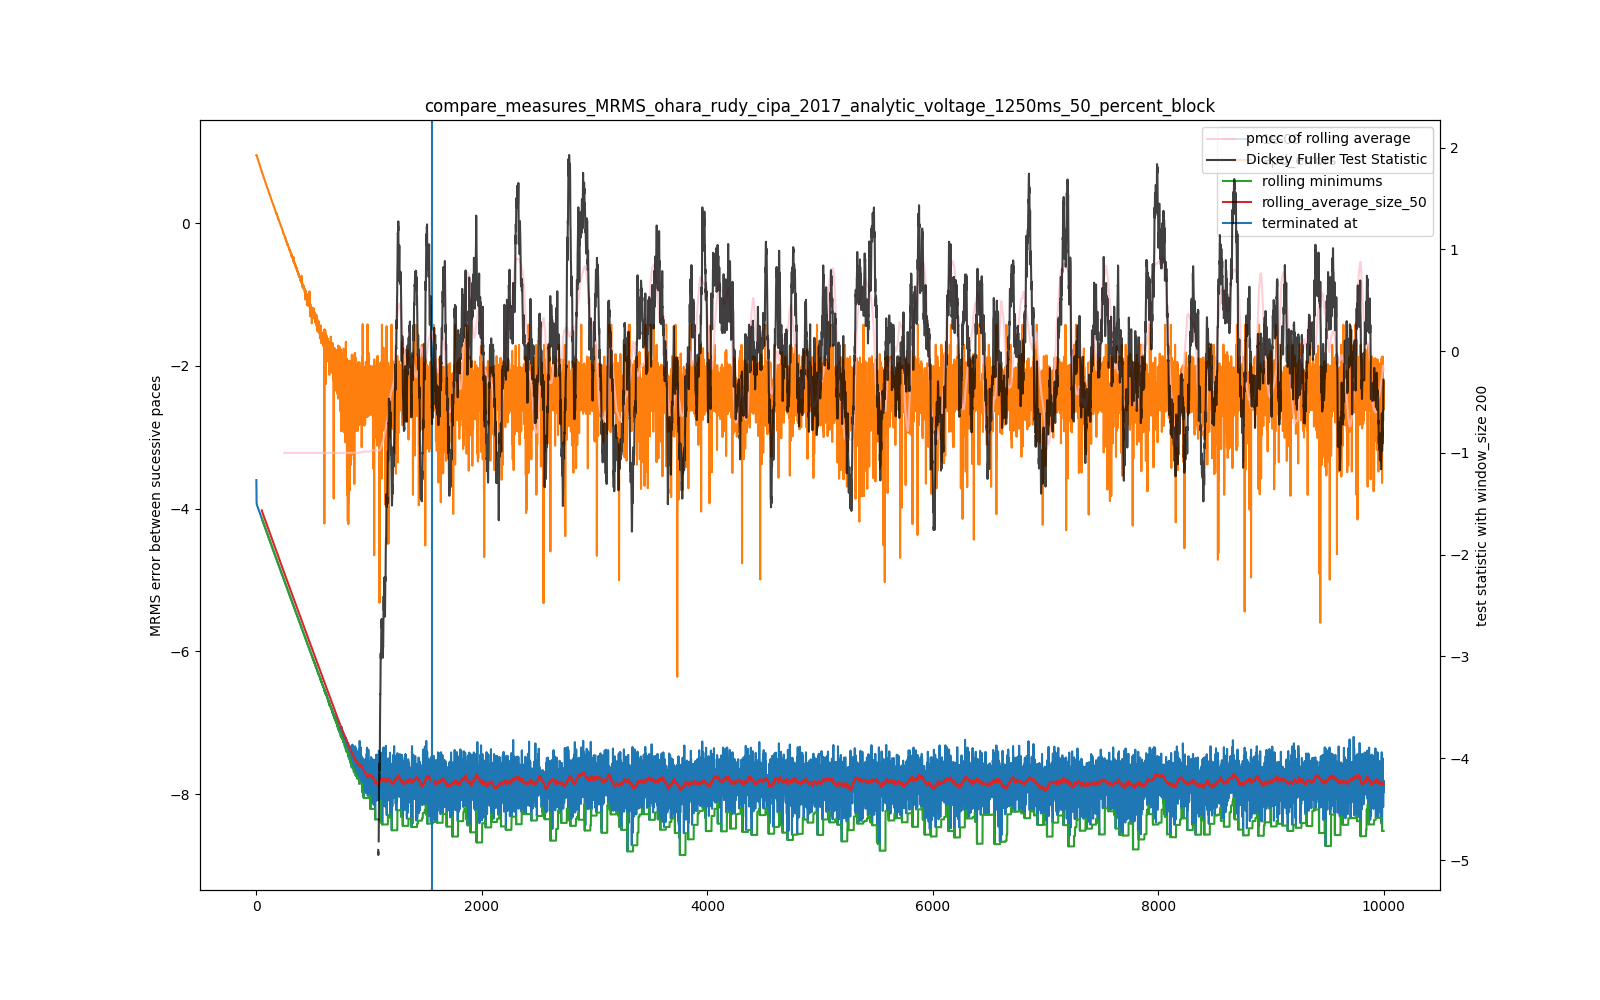 compare_measures_MRMS_ohara_rudy_cipa_2017_analytic_voltage_1250ms_50_percent_block
MRMS error between sucessive paces
0
−2
−4
−6
−8
0
2000
4000
6000
8000
10000
2
1
0
−1
−2
−3
−4
−5
test statistic with window_size 200
pmcc of rolling average
Dickey Fuller Test Statistic
rolling minimums
rolling_average_size_50
terminated at